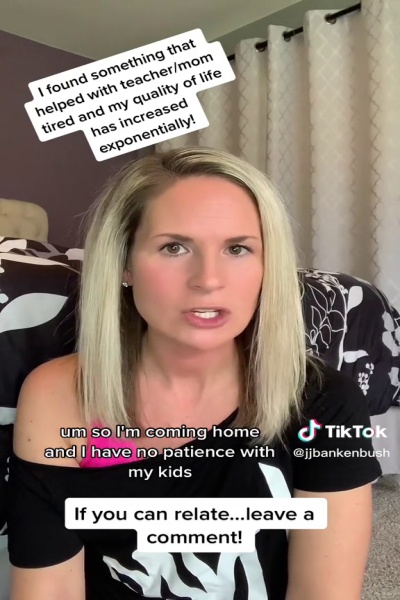 I found something that
helped with teacher/mom
tired and my quality of life
has increased
exponentially!
um so I'm coming home
and I have no patience with
my kids
TikTok
@jjbankenbush
If you can relate...leave a
comment!